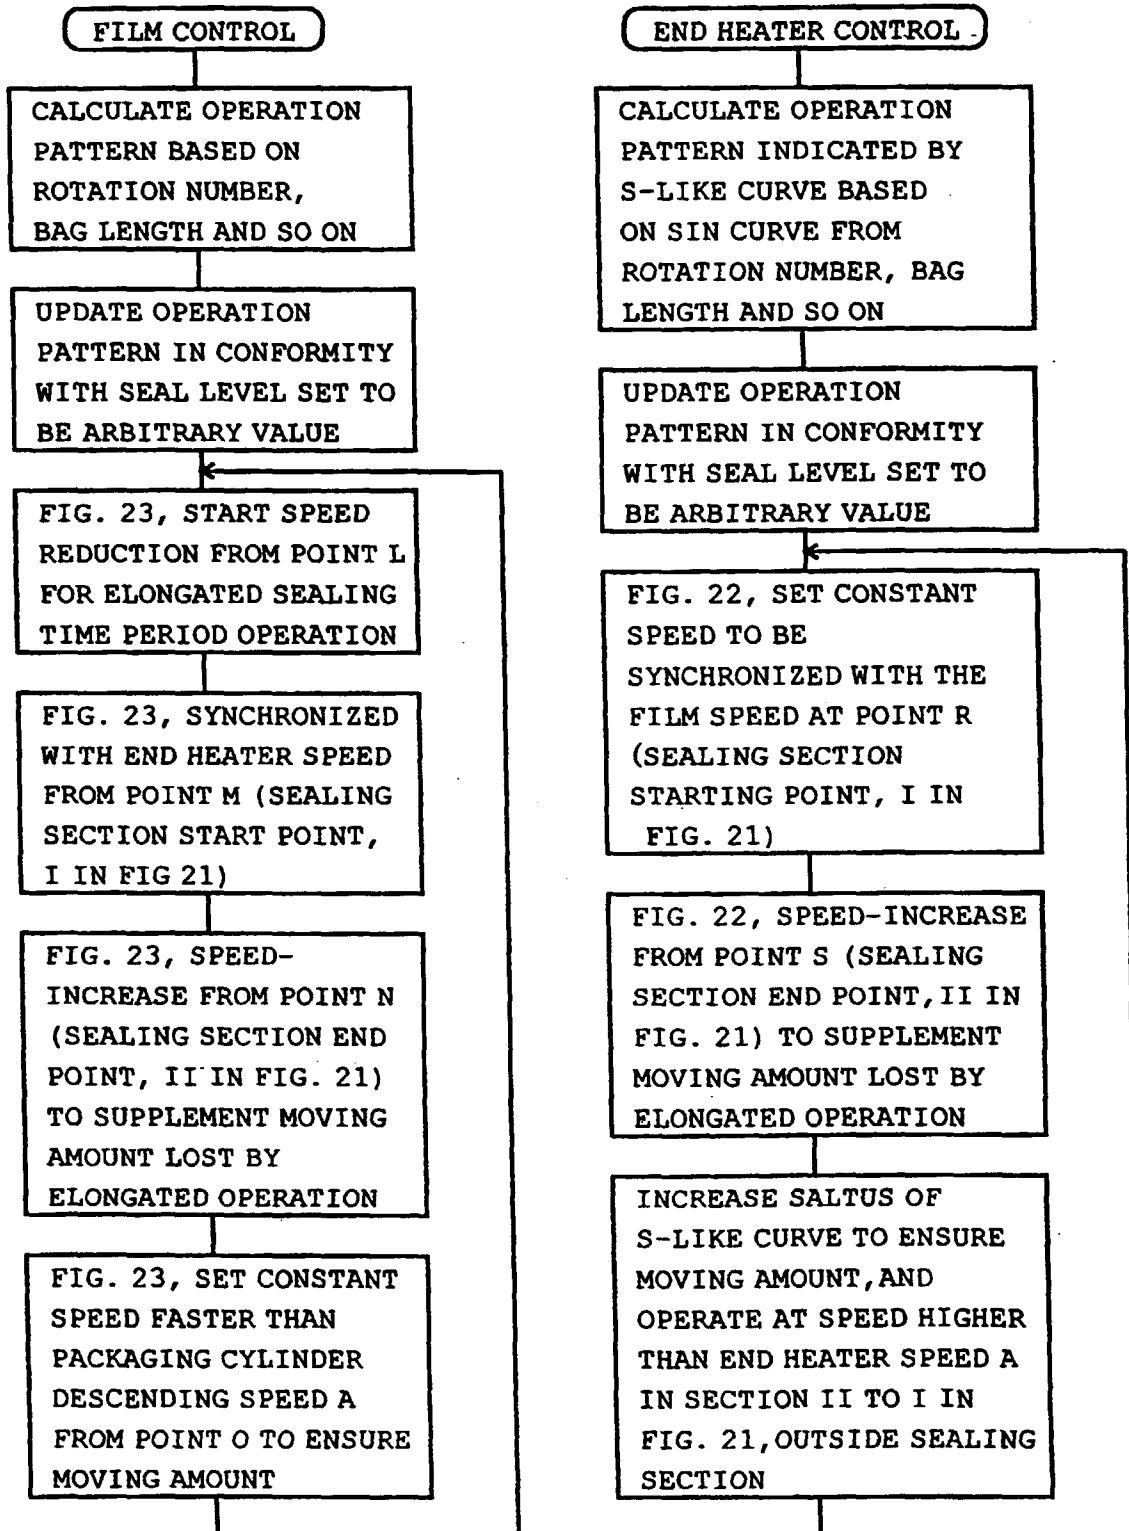 FILM CONTROL
CALCULATE OPERATION
PATTERN BASED ON
ROTATION NUMBER,
BAG LENGTH AND SO ON
UPDATE OPERATION
PATTERN IN CONFORMITY
WITH SEAL LEVEL SET TO
BE ARBITRARY VALUE
FIG. 23, START SPEED
REDUCTION FROM POINT L
FOR ELONGATED SEALING
TIME PERIOD OPERATION
FIG. 23, SYNCHRONIZED
WITH END HEATER SPEED
FROM POINT M (SEALING
SECTION START POINT,
I IN FIG 21)
FIG. 23, SPEED-
INCREASE FROM POINT N
(SEALING SECTION END
POINT, II IN FIG. 21)
TO SUPPLEMENT MOVING
AMOUNT LOST BY
ELONGATED OPERATION
FIG. 23, SET CONSTANT
SPEED FASTER THAN
PACKAGING CYLINDER
DESCENDING SPEED A
FROM POINT O TO ENSURE
MOVING AMOUNT
END HEATER CONTROL
CALCULATE OPERATION
PATTERN INDICATED BY
S-LIKE CURVE BASED
ON SIN CURVE FROM
ROTATION NUMBER, BAG
LENGTH AND SO ON
UPDATE OPERATION
PATTERN IN CONFORMITY
WITH SEAL LEVEL SET TO
BE ARBITRARY VALUE
FIG. 22, SET CONSTANT
SPEED TO BE
SYNCHRONIZED WITH THE
FILM SPEED AT POINT R
(SEALING SECTION
STARTING POINT, I IN
FIG. 21)
FIG. 22, SPEED-INCREASE
FROM POINT S (SEALING
SECTION END POINT, II IN
FIG. 21) TO SUPPLEMENT
MOVING AMOUNT LOST BY
ELONGATED OPERATION
INCREASE SALTUS OF
S-LIKE CURVE TO ENSURE
MOVING AMOUNT, AND
OPERATE AT SPEED HIGHER
THAN END HEATER SPEED A
IN SECTION II TO I IN
FIG. 21, OUTSIDE SEALING
SECTION